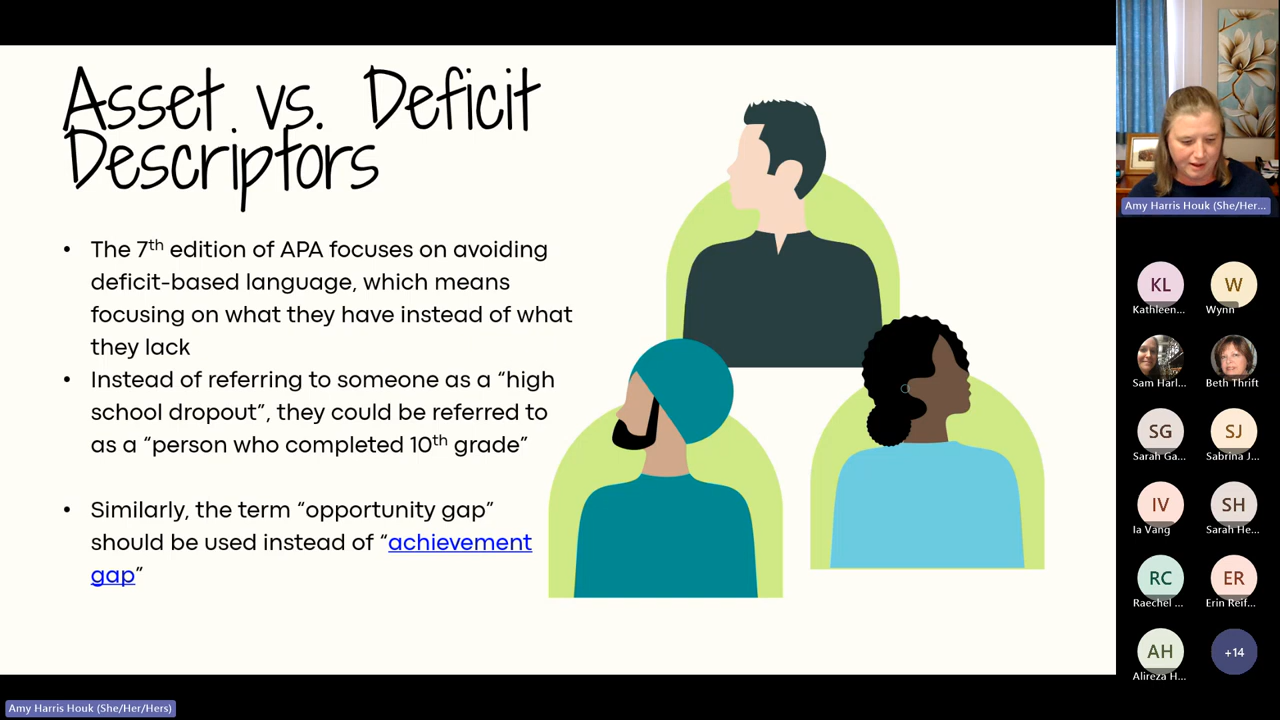 Asset vs. Deficit
Descriptors
• The 7th edition of APA focuses on avoiding
deficit-based language, which means
focusing on what they have instead of what
they lack
• Instead of referring to someone as a “high
school dropout”, they could be referred to
as a “person who completed 10th grade”
• Similarly, the term “opportunity gap”
should be used instead of “achievement
gap”
Amy Harris Houk (She/Her...
KL
W
Kathleen...
Wynn
Sam Harl...
Beth Thrift
SG
SJ
Sarah Ga...
Sabrina J...
IV
SH
Ia Vang
Sarah He...
RC
ER
Raechel ...
Erin Reif...
AH
+14
Alireza H...
Amy Harris Houk (She/Her/Hers)